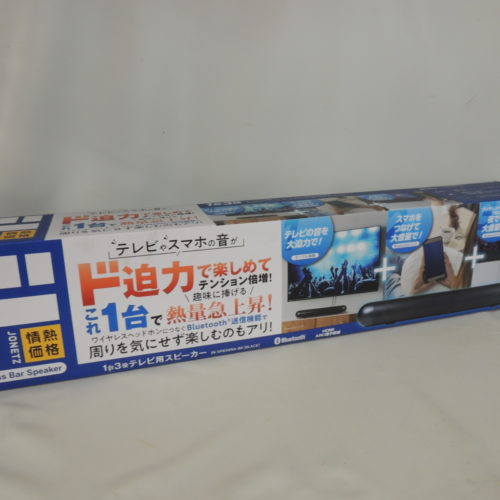 テレビやスマホの音が
ド迫力で楽しめて
テンション倍増!
趣味に捧げる
これ1台で熱量急上昇!
ワイヤレスヘッドホンにつなぐBluetooth®送信機能で
周りを気にせず楽しむのもアリ!
1台3役テレビ用スピーカー
テレビの音を
大迫力で!
スマホを
つなげて
大音量で!
Bluetooth
HDMI
JONETZ
情熱
価格
ss Bar Speaker